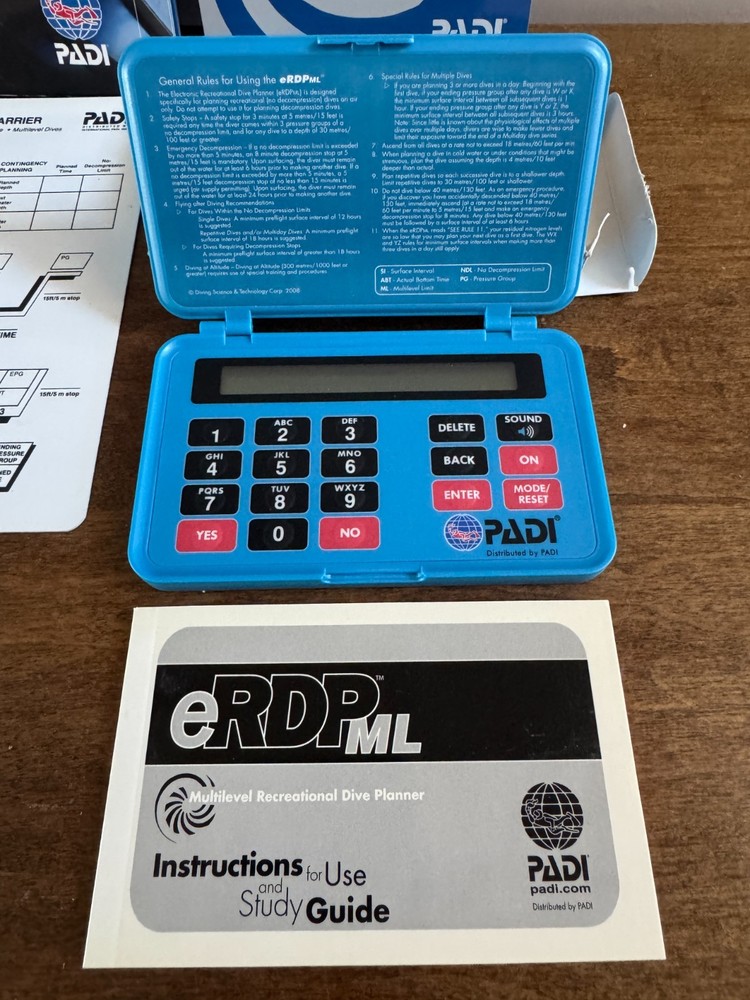 PADI
PADI
ARRIER
PADI
• Multilevel Dives
CONTINGENCY
PLANNING
Planned
Time
No-
Decompression
Limit
PG
15ft/5 m stop
TIME
EPG
15ft/5 m stop
3
General Rules for Using the eRDPML™
1. The Electronic Recreational Dive Planner (eRDPML) is designed
specifically for planning recreational (no decompression) dives on air
only. Do not attempt to use it for planning decompression dives.
2. Safety Stops – A safety stop for 3 minutes at 5 metres/15 feet is
required any time the diver comes within 3 pressure groups of a
no decompression limit, and for any dive to a depth of 30 metres/
100 feet or greater.
3. Emergency Decompression – If a no decompression limit is exceeded
by no more than 5 minutes, an 8 minute decompression stop at 5
metres/15 feet is mandatory. Upon surfacing, the diver must remain
out of the water for at least 6 hours prior to making another dive. If a
no decompression limit is exceeded by more than 5 minutes, a 5
metres/15 feet decompression stop of no less than 15 minutes is
urged (air supply permitting). Upon surfacing, the diver must remain
out of the water for at least 24 hours prior to making another dive.
4. Flying after Diving Recommendations
▷ For Dives Within the No Decompression Limits
Single Dives: A minimum preflight surface interval of 12 hours
is suggested.
Repetitive Dives and/or Multiday Dives: A minimum preflight
surface interval of 18 hours is suggested.
▷ For Dives Requiring Decompression Stops
A minimum preflight surface interval of greater than 18 hours
is suggested.
5. Diving at Altitude – Diving at Altitude (300 metres/1000 feet or
greater) requires use of special training and procedures
© Diving Science & Technology Corp. 2008
6. Special Rules for Multiple Dives
▷ If you are planning 3 or more dives in a day: Beginning with
the first dive, if your ending pressure group after any dive is W or X,
the minimum surface interval between all subsequent dives is 1
hour. If your ending pressure group after any dive is Y or Z, the
minimum surface interval between all subsequent dives is 3 hours.
Note: Since little is known about the physiological effects of multiple
dives over multiple days, divers are wise to make fewer dives and
limit their exposure toward the end of a Multiday dive series.
7. Ascend from all dives at a rate not to exceed 18 metres/60 feet per min
8. When planning a dive in cold water or under conditions that might be
strenuous, plan the dive assuming the depth is 4 metres/10 feet
deeper than actual.
9. Plan repetitive dives so each successive dive is to a shallower depth.
Limit repetitive dives to 30 metres/100 feet or shallower.
10. Do not dive below 40 metres/130 feet. As an emergency procedure,
if you discover you have accidentally descended below 40 metres/
130 feet, immediately ascend (at a rate not to exceed 18 metres/
60 feet per minute to 5 metres/15 feet and make an emergency
decompression stop for 8 minutes. Any dive below 40 metres/130 feet
must be followed by a surface interval of at least 6 hours.
11. When the eRDPML reads "SEE RULE 11," your residual nitrogen levels
are so low that you may plan your next dive as a first dive. The WX
and YZ rules for minimum surface intervals when making more than
three dives in a day still apply.
SI - Surface Interval
NDL - No Decompression Limit
ABT - Actual Bottom Time
PG - Pressure Group
ML - Multilevel Limit
1
ABC
2
DEF
3
DELETE
SOUND
GHI
4
JKL
5
MNO
6
BACK
ON
PQRS
7
TUV
8
WXYZ
9
ENTER
MODE/
RESET
YES
0
NO
PADI®
Distributed by PADI
eRDPML™
Multilevel Recreational Dive Planner
Instructions for Use
and
Study Guide
PADI®
padi.com
Distributed by PADI